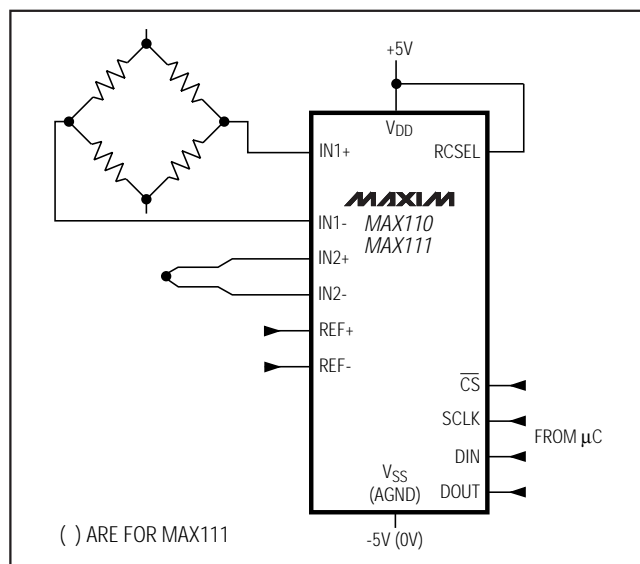 +5V
VDD
RCSEL
IN1+
MAXIM
IN1-
MAX110
MAX111
IN2+
IN2-
REF+
REF-
CS
SCLK
FROM μC
DIN
VSS
(AGND)
DOUT
( ) ARE FOR MAX111
-5V (0V)